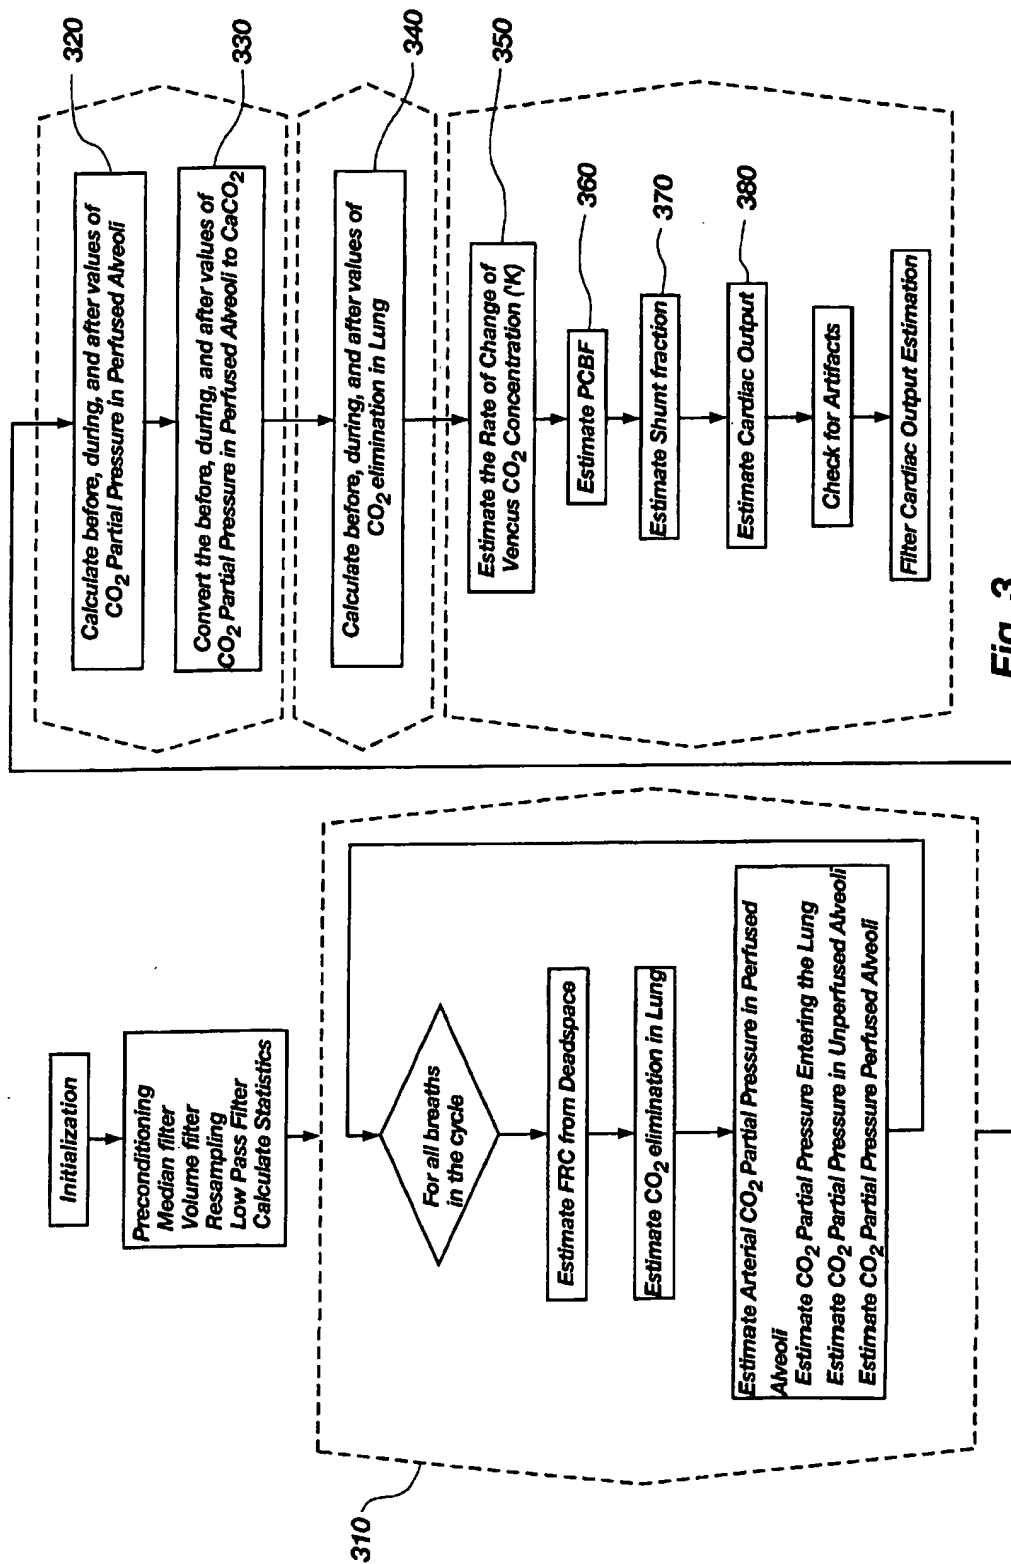 Initialization
Preconditioning
Median filter
Volume filter
Resampling
Low Pass Filter
Calculate Statistics
310
For all breaths
in the cycle
Estimate FRC from Deadspace
Estimate CO2 elimination in Lung
Estimate Arterial CO2 Partial Pressure in Perfused
Alveoli
Estimate CO2 Partial Pressure Entering the Lung
Estimate CO2 Partial Pressure in Unperfused Alveoli
Estimate CO2 Partial Pressure Perfused Alveoli
320
Calculate before, during, and after values of
CO2 Partial Pressure in Perfused Alveoli
330
Convert the before, during, and after values of
CO2 Partial Pressure in Perfused Alveoli to CaCO2
340
Calculate before, during, and after values of
CO2 elimination in Lung
350
Estimate the Rate of Change of
Vencus CO2 Concentration ('K)
360
Estimate PCBF
370
Estimate Shunt fraction
380
Estimate Cardiac Output
Check for Artifacts
Filter Cardiac Output Estimation
Fig. 3